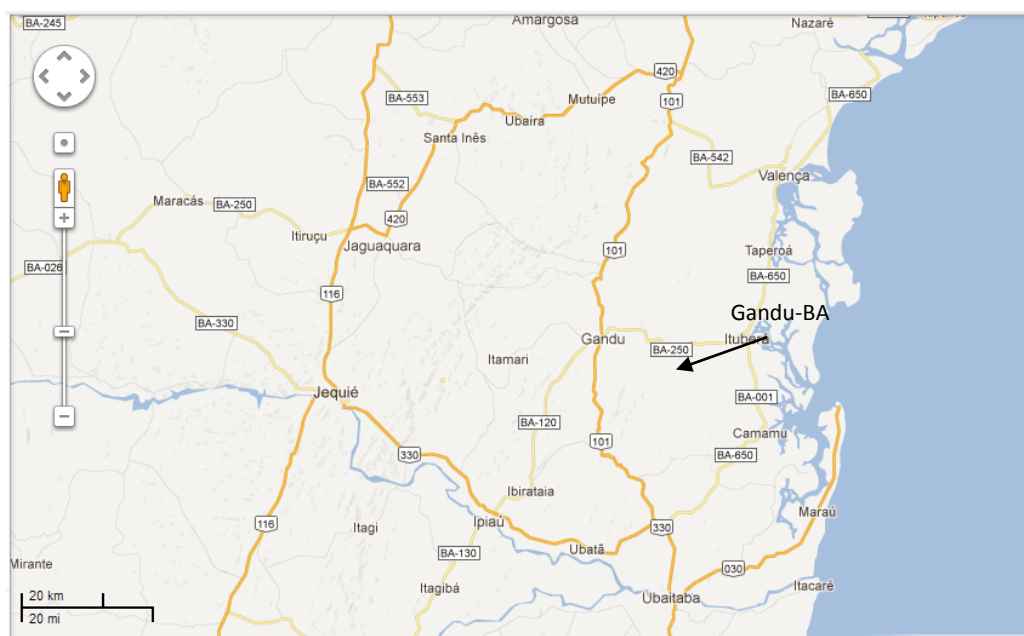 BA-245
Amargosa
Nazaré
420
BA-553
Mutuípe
101
BA-650
Ubaíra
Santa Inês
BA-542
Valença
BA-552
Maracás
BA-250
420
Itiruçu
Jaguaquara
101
Taperoá
BA-026
BA-650
116
Gandu-BA
BA-330
Gandu
Ituberá
BA-250
Itamari
Jequié
BA-001
BA-120
Camamu
101
330
BA-650
Ibirataia
Maraú
116
Itagi
Ipiaú
330
Ubatã
BA-130
Mirante
030
Itagibá
Itacaré
20 km
Ubaitaba
20 mi